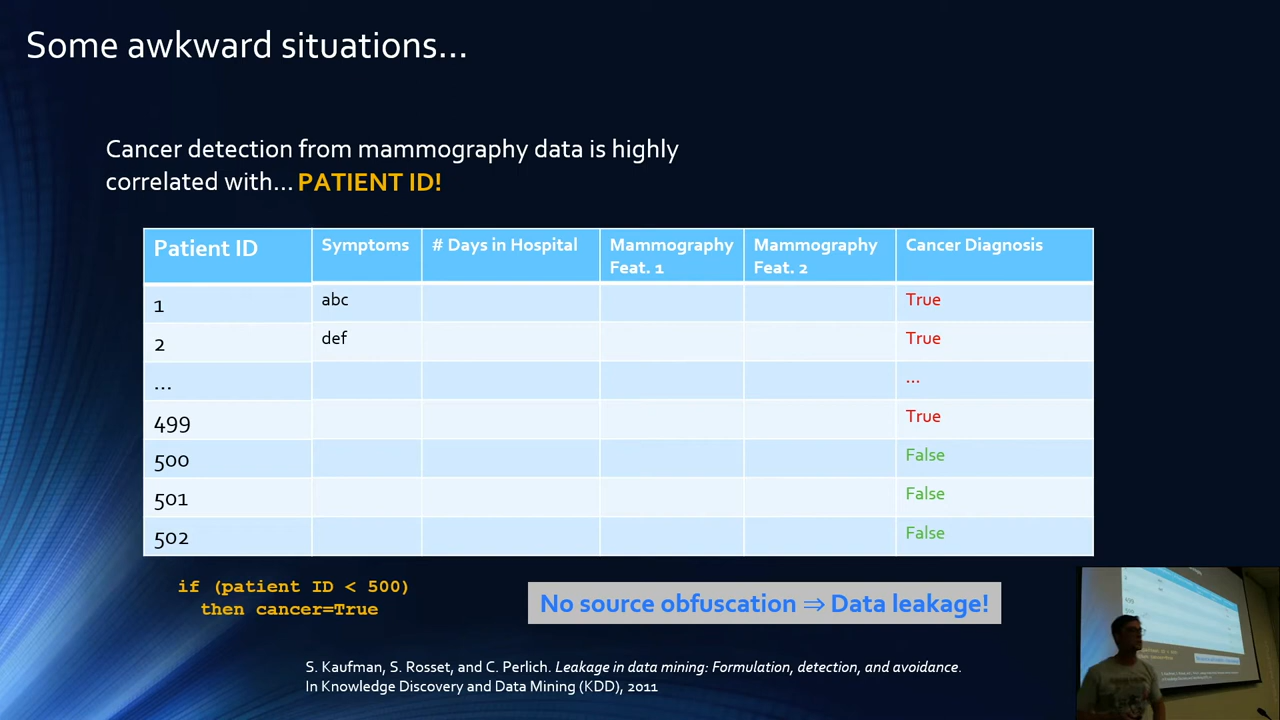 Some awkward situations...
Cancer detection from mammography data is highly
correlated with... PATIENT ID!
Patient ID Symptoms # Days in Hospital Mammography Feat. 1 Mammography Feat. 2 Cancer Diagnosis
1 abc True
2 def True
... ...
499 True
500 False
501 False
502 False
if (patient ID < 500)
then cancer=True
No source obfuscation ⇒ Data leakage!
S. Kaufman, S. Rosset, and C. Perlich. Leakage in data mining: Formulation, detection, and avoidance.
In Knowledge Discovery and Data Mining (KDD), 2011